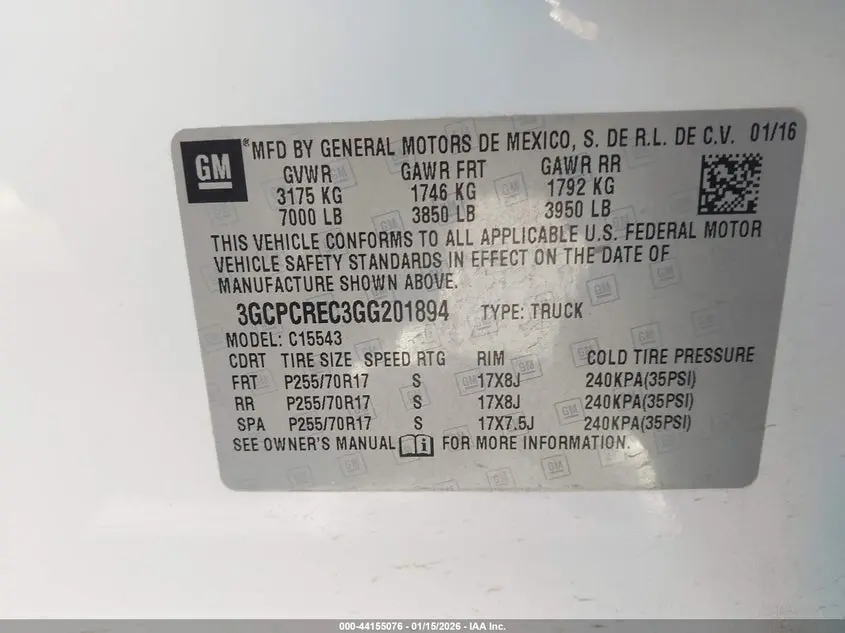 GM ® MFD BY GENERAL MOTORS DE MEXICO, S. DE R.L. DE C.V. 01/16
GVWR GAWR FRT GAWR RR
3175 KG 1746 KG 1792 KG
7000 LB 3850 LB 3950 LB
THIS VEHICLE CONFORMS TO ALL APPLICABLE U.S. FEDERAL MOTOR
VEHICLE SAFETY STANDARDS IN EFFECT ON THE DATE OF
MANUFACTURE SHOWN ABOVE.
3GCPCREC3GG201894 TYPE: TRUCK
MODEL: C15543
CDRT TIRE SIZE SPEED RTG RIM COLD TIRE PRESSURE
FRT P255/70R17 S 17X8J 240KPA(35PSI)
RR P255/70R17 S 17X8J 240KPA(35PSI)
SPA P255/70R17 S 17X7.5J 240KPA(35PSI)
SEE OWNER'S MANUAL FOR MORE INFORMATION.
000-44155076 - 01/15/2026 - IAA Inc.